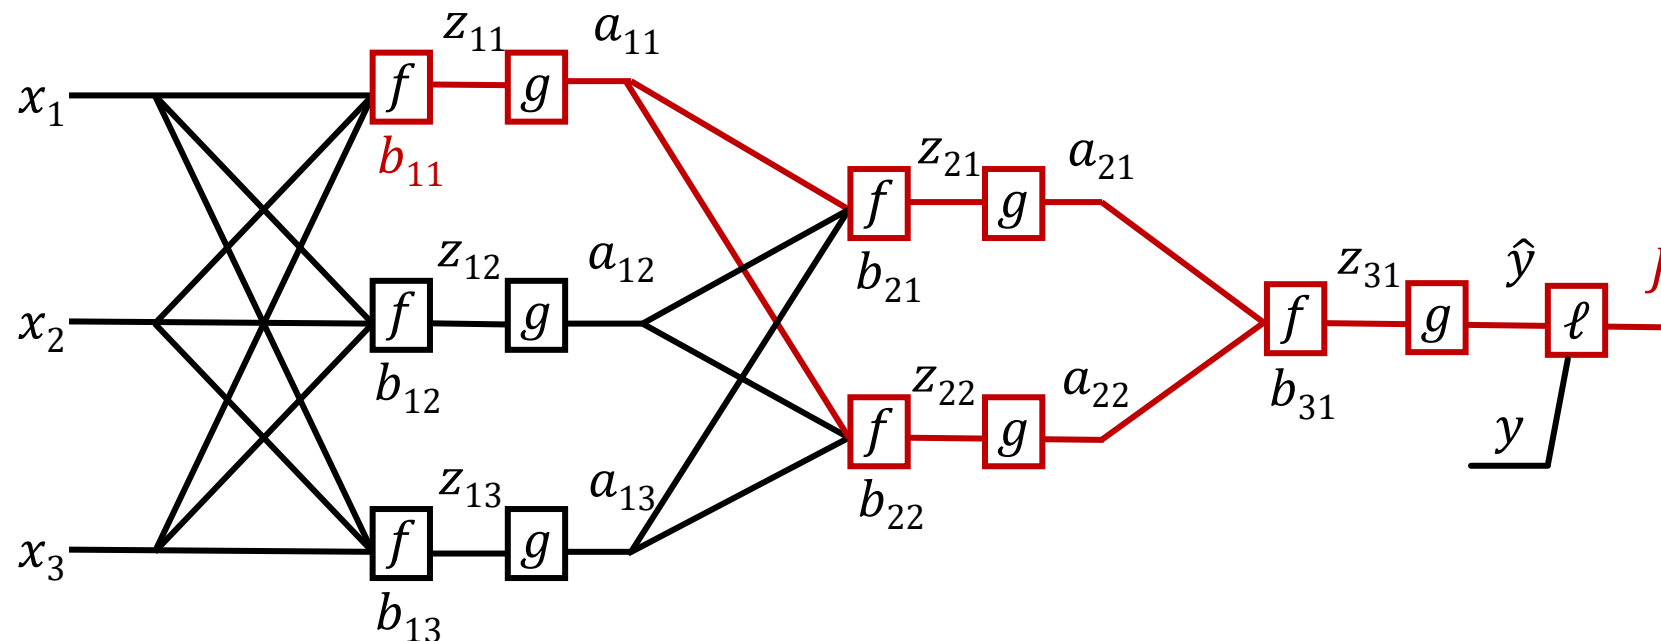 z₁₁ a₁₁
x₁ f g
b₁₁
z₂₁ a₂₁
f g
b₂₁
z₁₂ a₁₂
x₂ f g
b₁₂
z₃₁ ŷ
f g ℓ
b₃₁
y
z₂₂ a₂₂
f g
b₂₂
z₁₃ a₁₃
x₃ f g
b₁₃